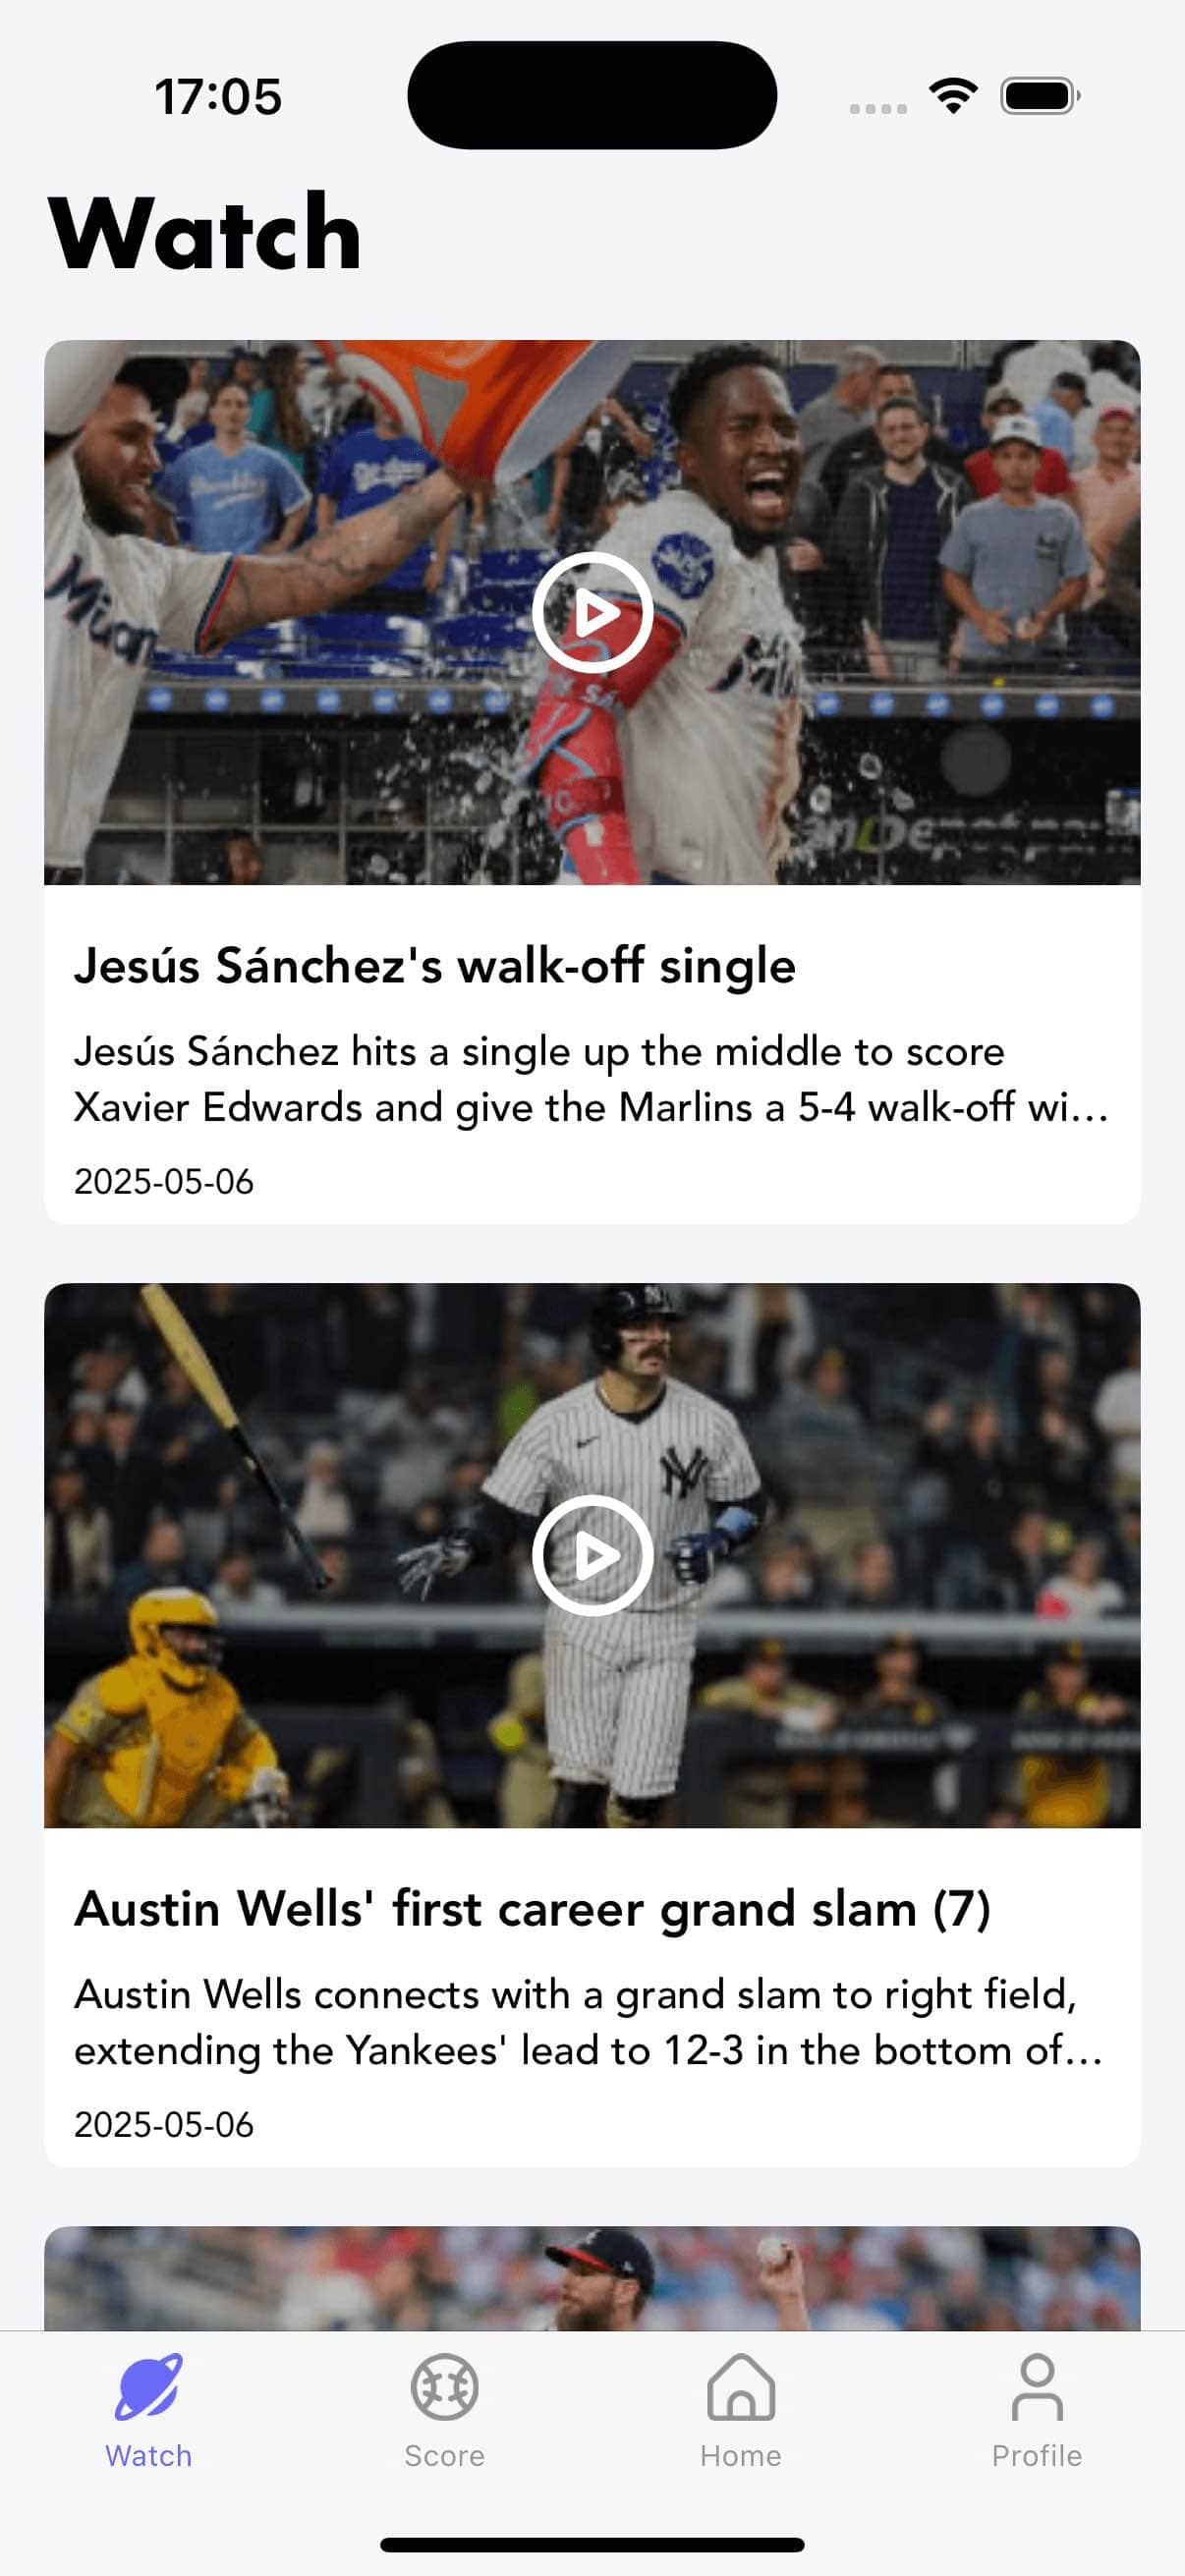 17:05
Watch
Jesús Sánchez's walk-off single
Jesús Sánchez hits a single up the middle to score
Xavier Edwards and give the Marlins a 5-4 walk-off wi...
2025-05-06
Austin Wells' first career grand slam (7)
Austin Wells connects with a grand slam to right field,
extending the Yankees' lead to 12-3 in the bottom of...
2025-05-06
Watch
Score
Home
Profile